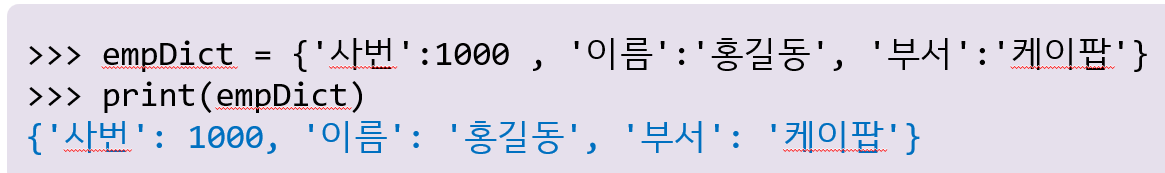 >>> empDict = {'사번':1000 , '이름':'홍길동', '부서':'케이팝'}
>>> print(empDict)
{'사번': 1000, '이름': '홍길동', '부서': '케이팝'}